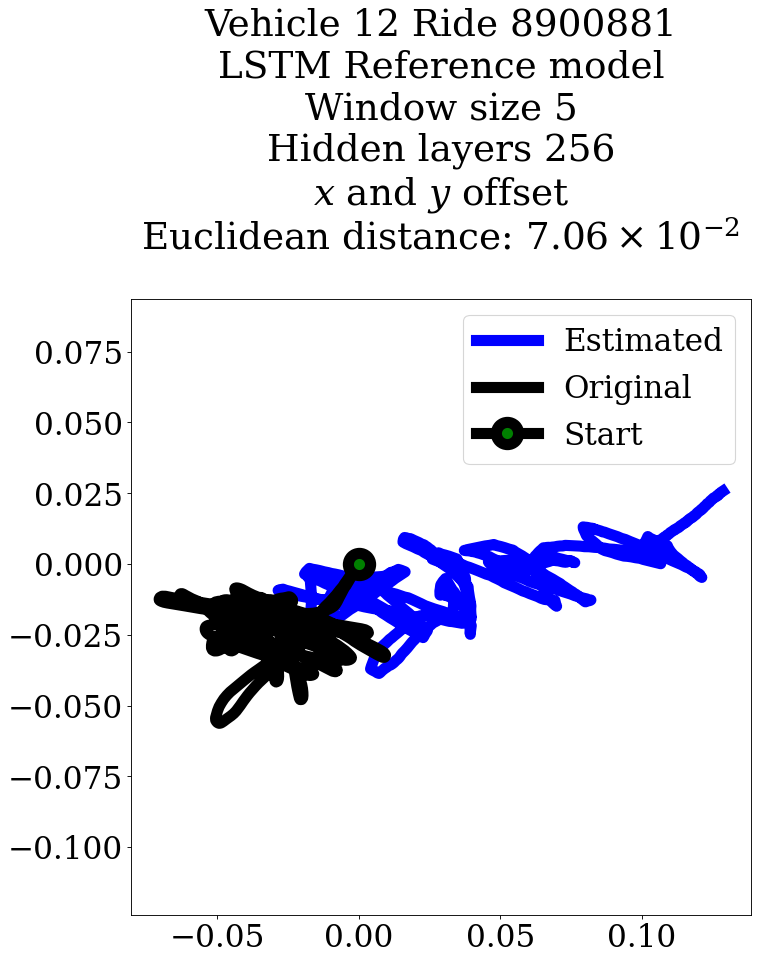 Vehicle 12 Ride 8900881
LSTM Reference model
Window size 5
Hidden layers 256
x and y offset
Euclidean distance: 7.06 × 10⁻²
Estimated
Original
Start
0.075
0.050
0.025
0.000
−0.025
−0.050
−0.075
−0.100
−0.05
0.00
0.05
0.10